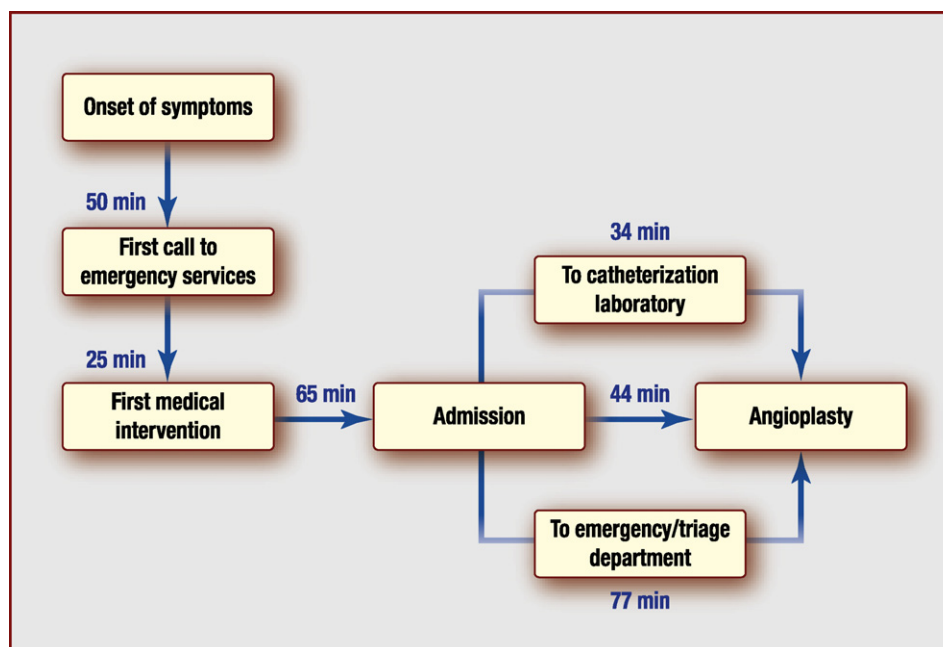 Onset of symptoms
50 min
First call to
emergency services
25 min
First medical
intervention
65 min
Admission
34 min
To catheterization
laboratory
44 min
Angioplasty
To emergency/triage
department
77 min